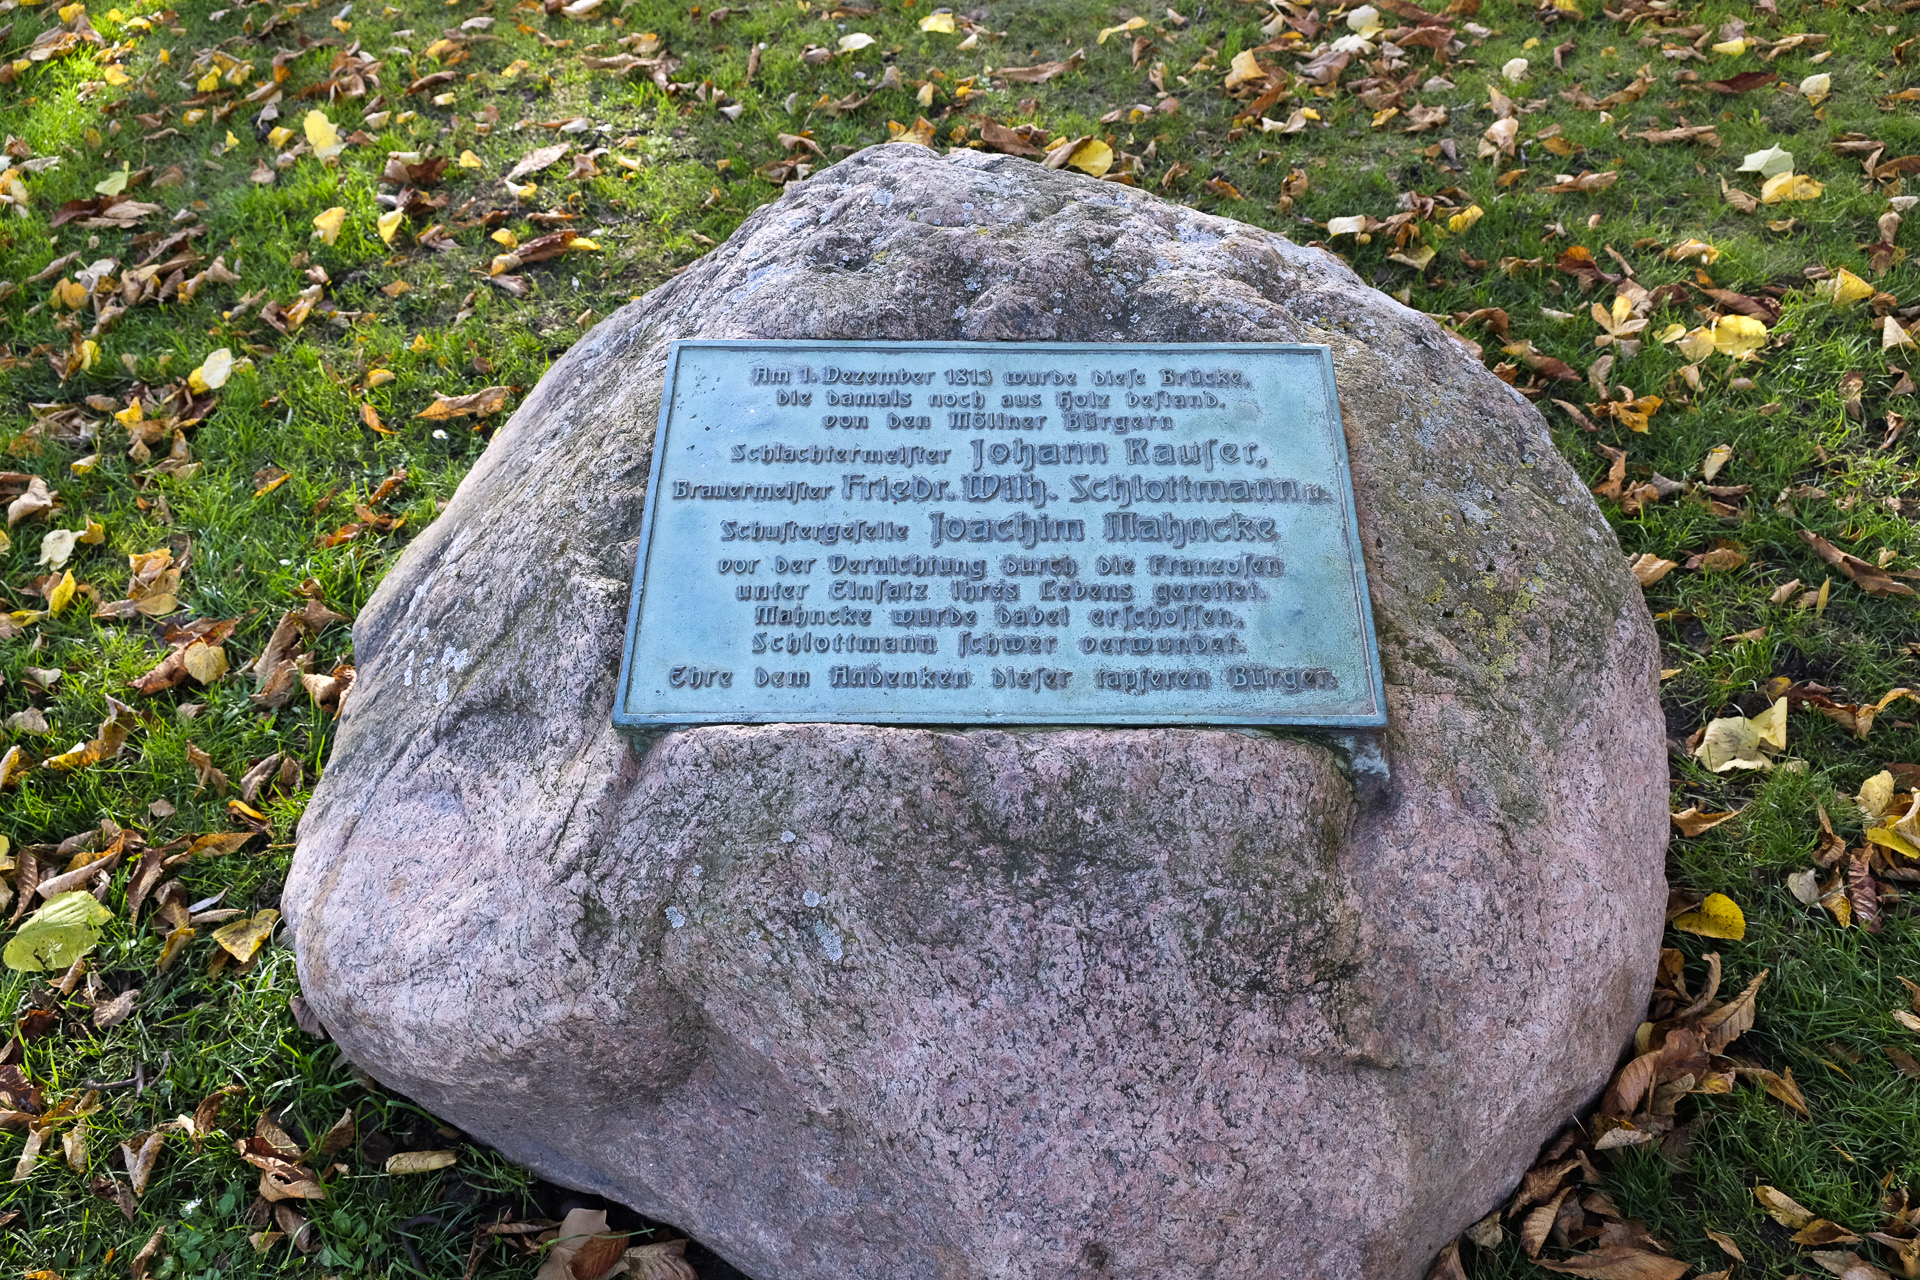 Am 1. Dezember 1813 wurde dieſe Brücke,
die damals noch aus Holz beſtand,
von den Möllner Bürgern
Schlachtermeiſter Johann Rauſer,
Brauermeiſter Friedr. Wilh. Schlottmann u.
Schuſtergeſelle Joachim Mahncke
vor der Vernichtung durch die Franzoſen
unter Einſatz ihres Lebens gerettet.
Mahncke wurde dabei erſchoſſen,
Schlottmann ſchwer verwundet.
Ehre dem Andenken dieſer tapferen Bürger.